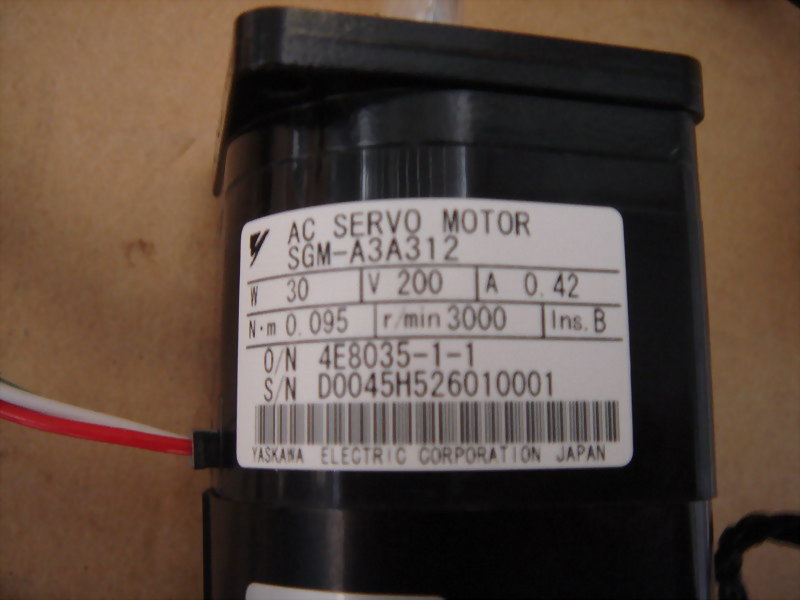 AC SERVO MOTOR
SGM-A3A312
W 30 V 200 A 0.42
N·m 0.095 r/min 3000 Ins. B
O/N 4E8035-1-1
S/N D0045H526010001
YASKAWA ELECTRIC CORPORATION JAPAN